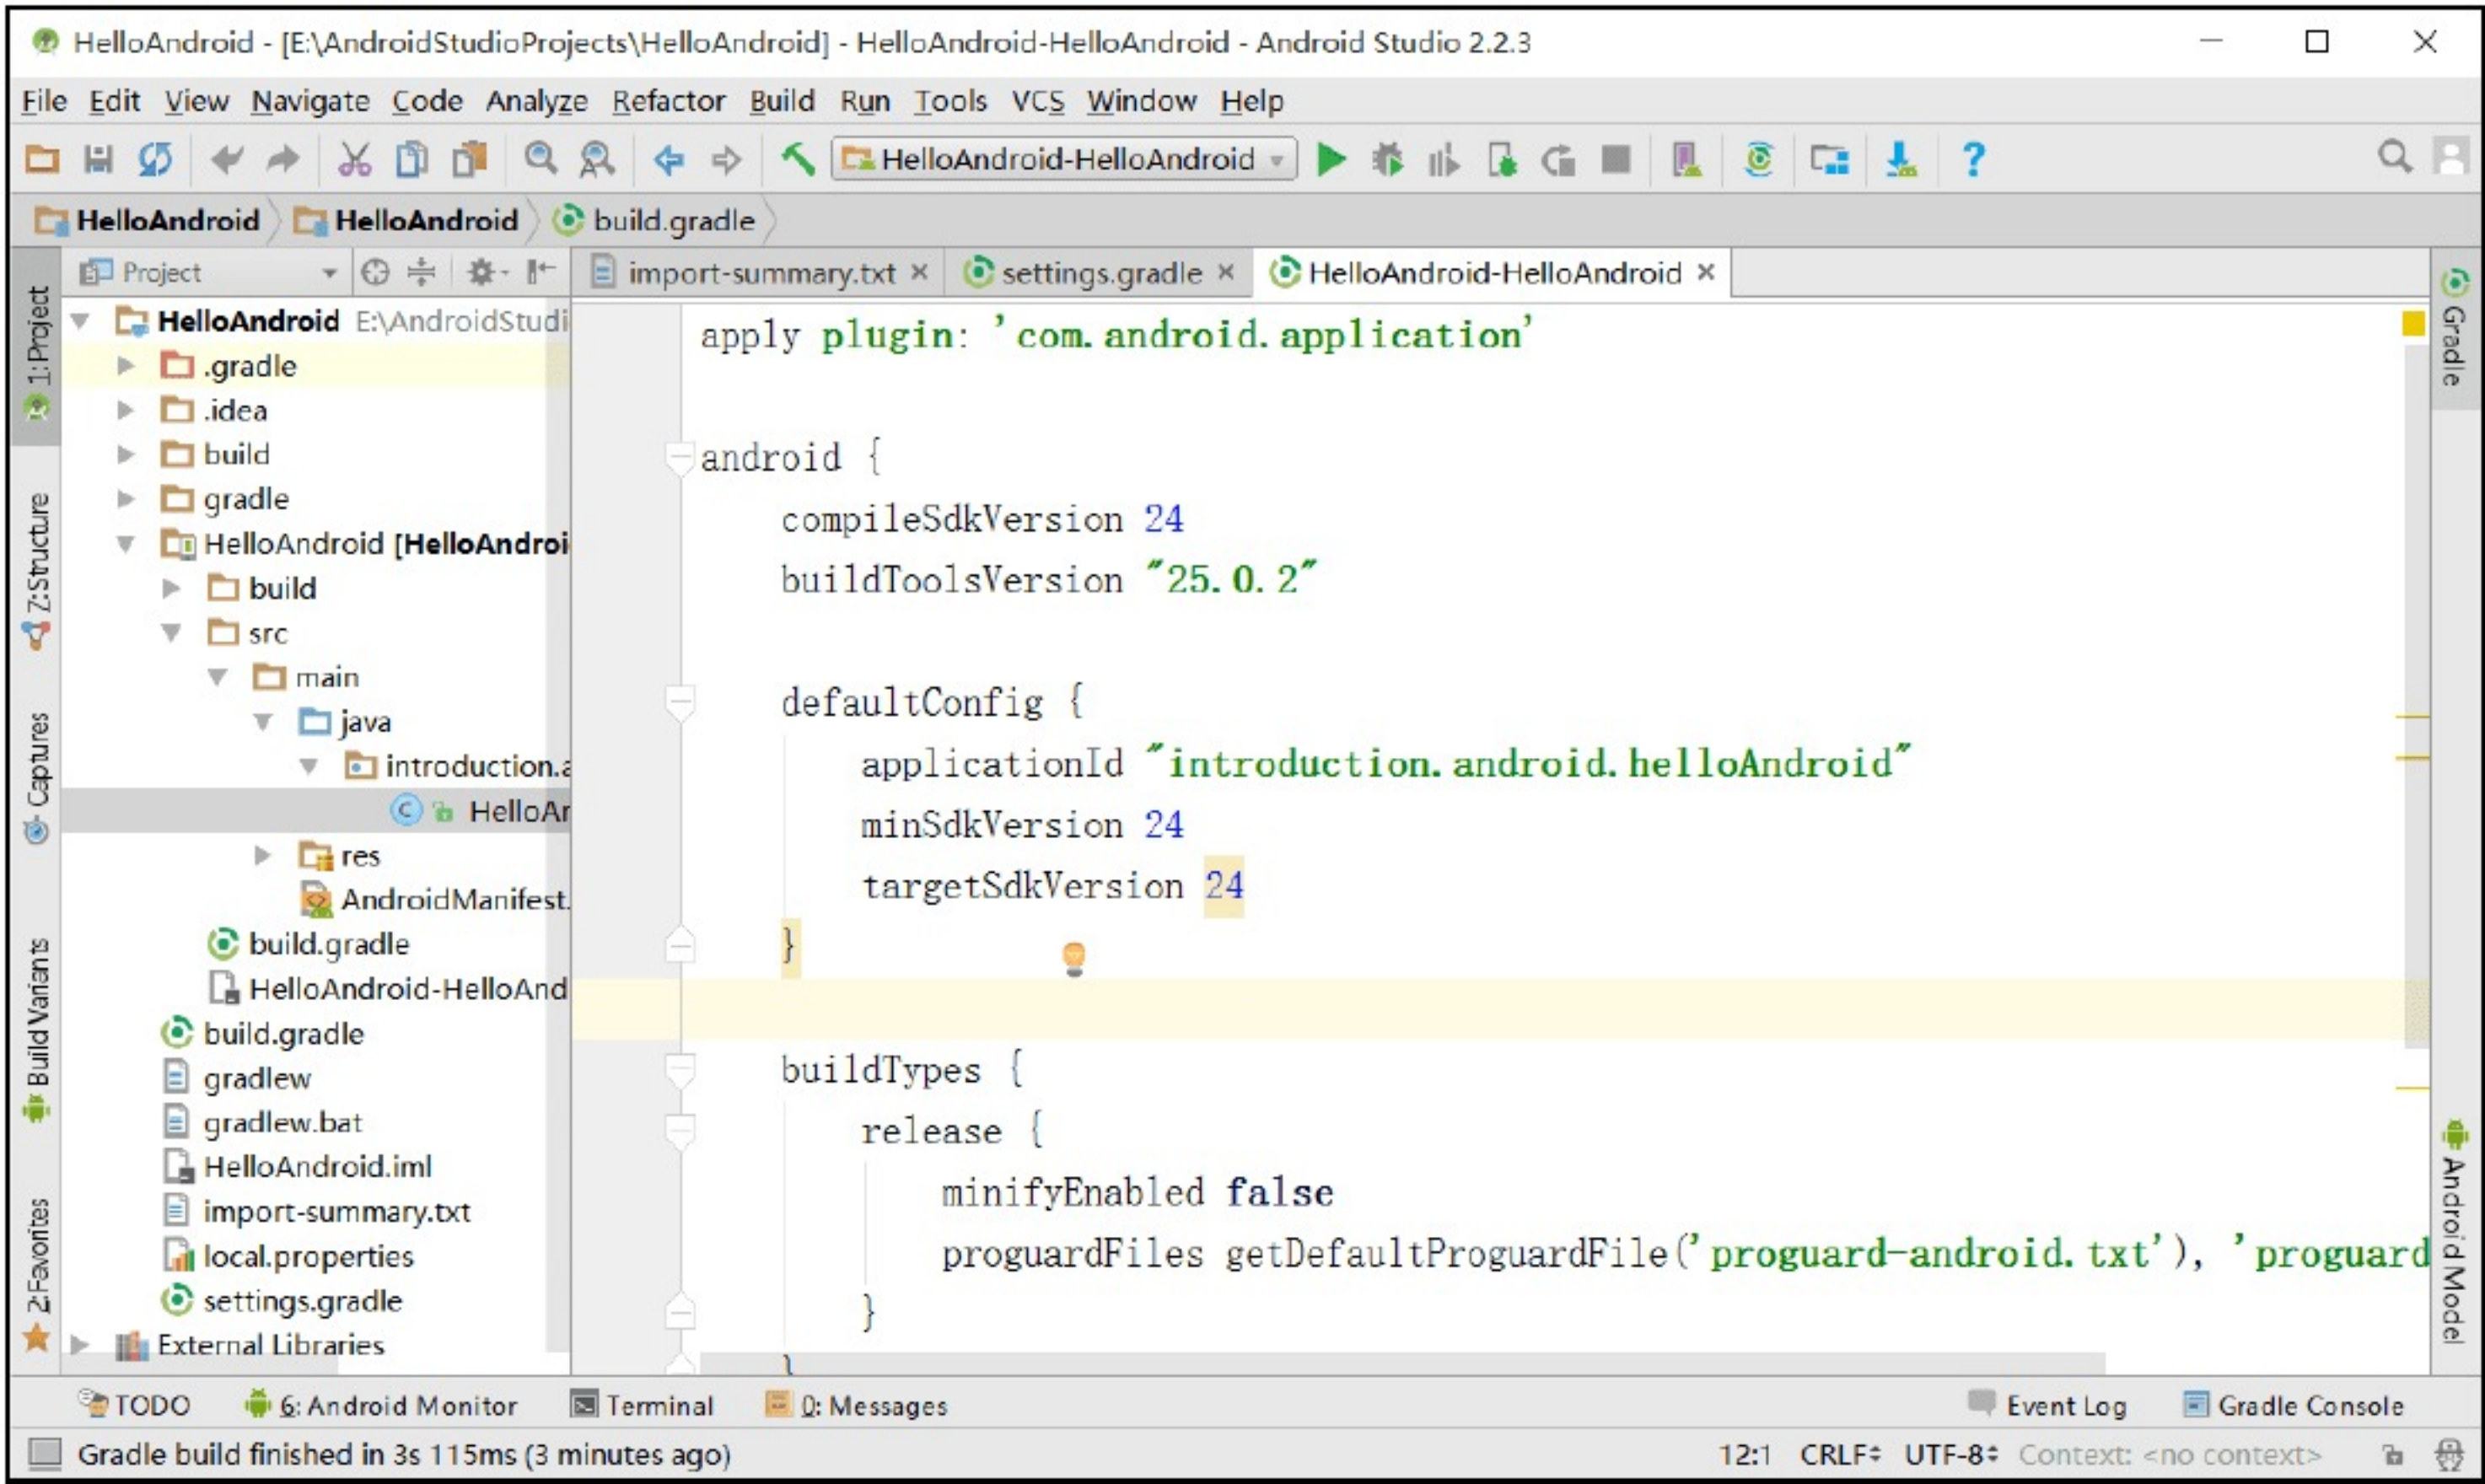 HelloAndroid - [E:\AndroidStudioProjects\HelloAndroid] - HelloAndroid-HelloAndroid - Android Studio 2.2.3
File Edit View Navigate Code Analyze Refactor Build Run Tools VCS Window Help
HelloAndroid-HelloAndroid
HelloAndroid HelloAndroid build.gradle
Project
import-summary.txt settings.gradle HelloAndroid-HelloAndroid
1:Project
Z:Structure
Captures
Build Variants
2:Favorites
HelloAndroid E:\AndroidStudi
.gradle
.idea
build
gradle
HelloAndroid [HelloAndroi
build
src
main
java
introduction.a
HelloAn
res
AndroidManifest.
build.gradle
HelloAndroid-HelloAnd
build.gradle
gradlew
gradlew.bat
HelloAndroid.iml
import-summary.txt
local.properties
settings.gradle
External Libraries
apply plugin: 'com.android.application'
android {
compileSdkVersion 24
buildToolsVersion "25.0.2"
defaultConfig {
applicationId "introduction.android.helloAndroid"
minSdkVersion 24
targetSdkVersion 24
}
buildTypes {
release {
minifyEnabled false
proguardFiles getDefaultProguardFile('proguard-android.txt'), 'proguard
}
}
Gradle
Android Model
TODO 6: Android Monitor Terminal 0: Messages Event Log Gradle Console
Gradle build finished in 3s 115ms (3 minutes ago) 12:1 CRLF UTF-8 Context: <no context>